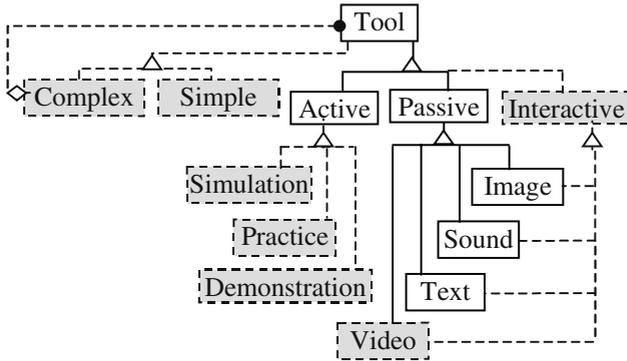 Tool
Complex
Simple
Active
Passive
Interactive
Simulation
Image
Practice
Sound
Demonstration
Text
Video